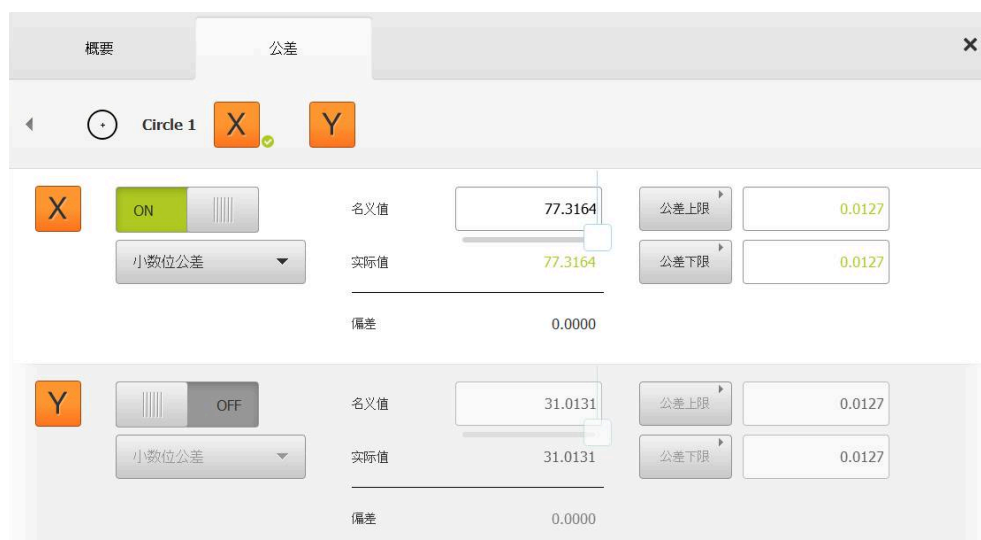 概要 公差
Circle 1 X Y
X ON 名义值 77.3164 公差上限 0.0127
小数位公差 实际值 77.3164 公差下限 0.0127
偏差 0.0000
Y OFF 名义值 31.0131 公差上限 0.0127
小数位公差 实际值 31.0131 公差下限 0.0127
偏差 0.0000